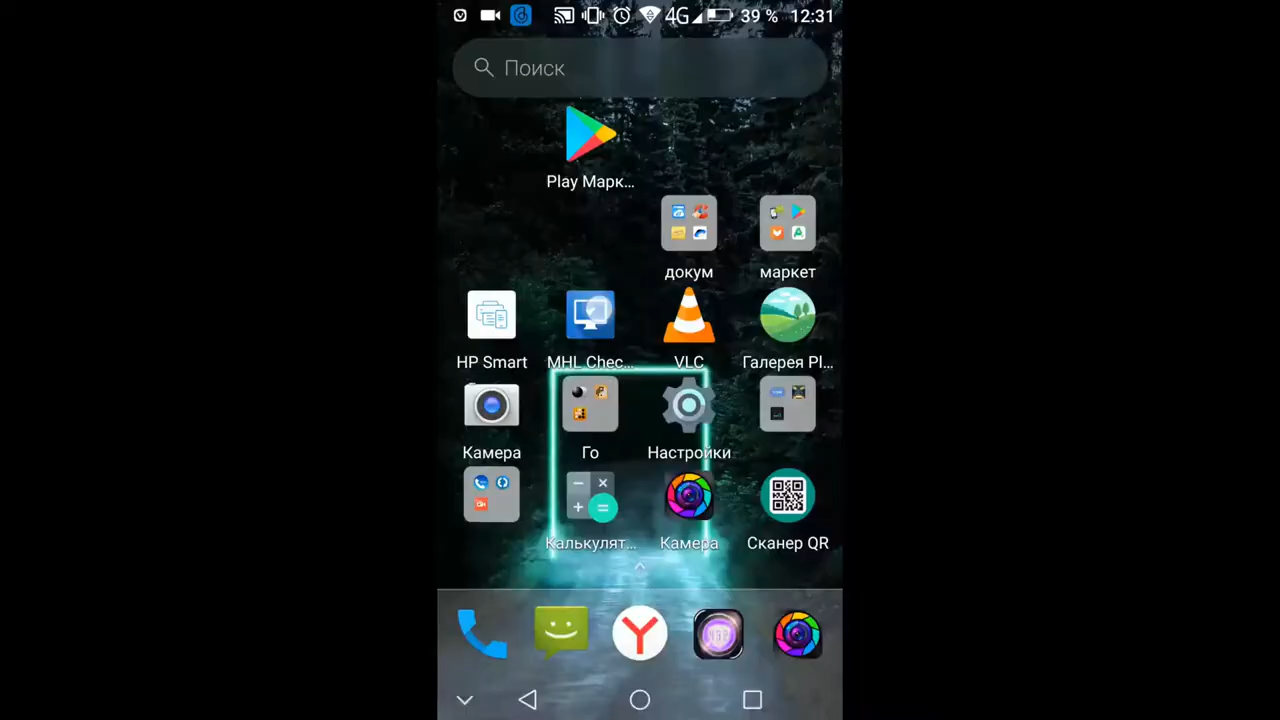 4G 39 % 12:31
Поиск
Play Марк...
докум
маркет
HP Smart
MHL Chec...
VLC
Галерея Pl...
Камера
Го
Настройки
Калькулят...
Камера
Сканер QR